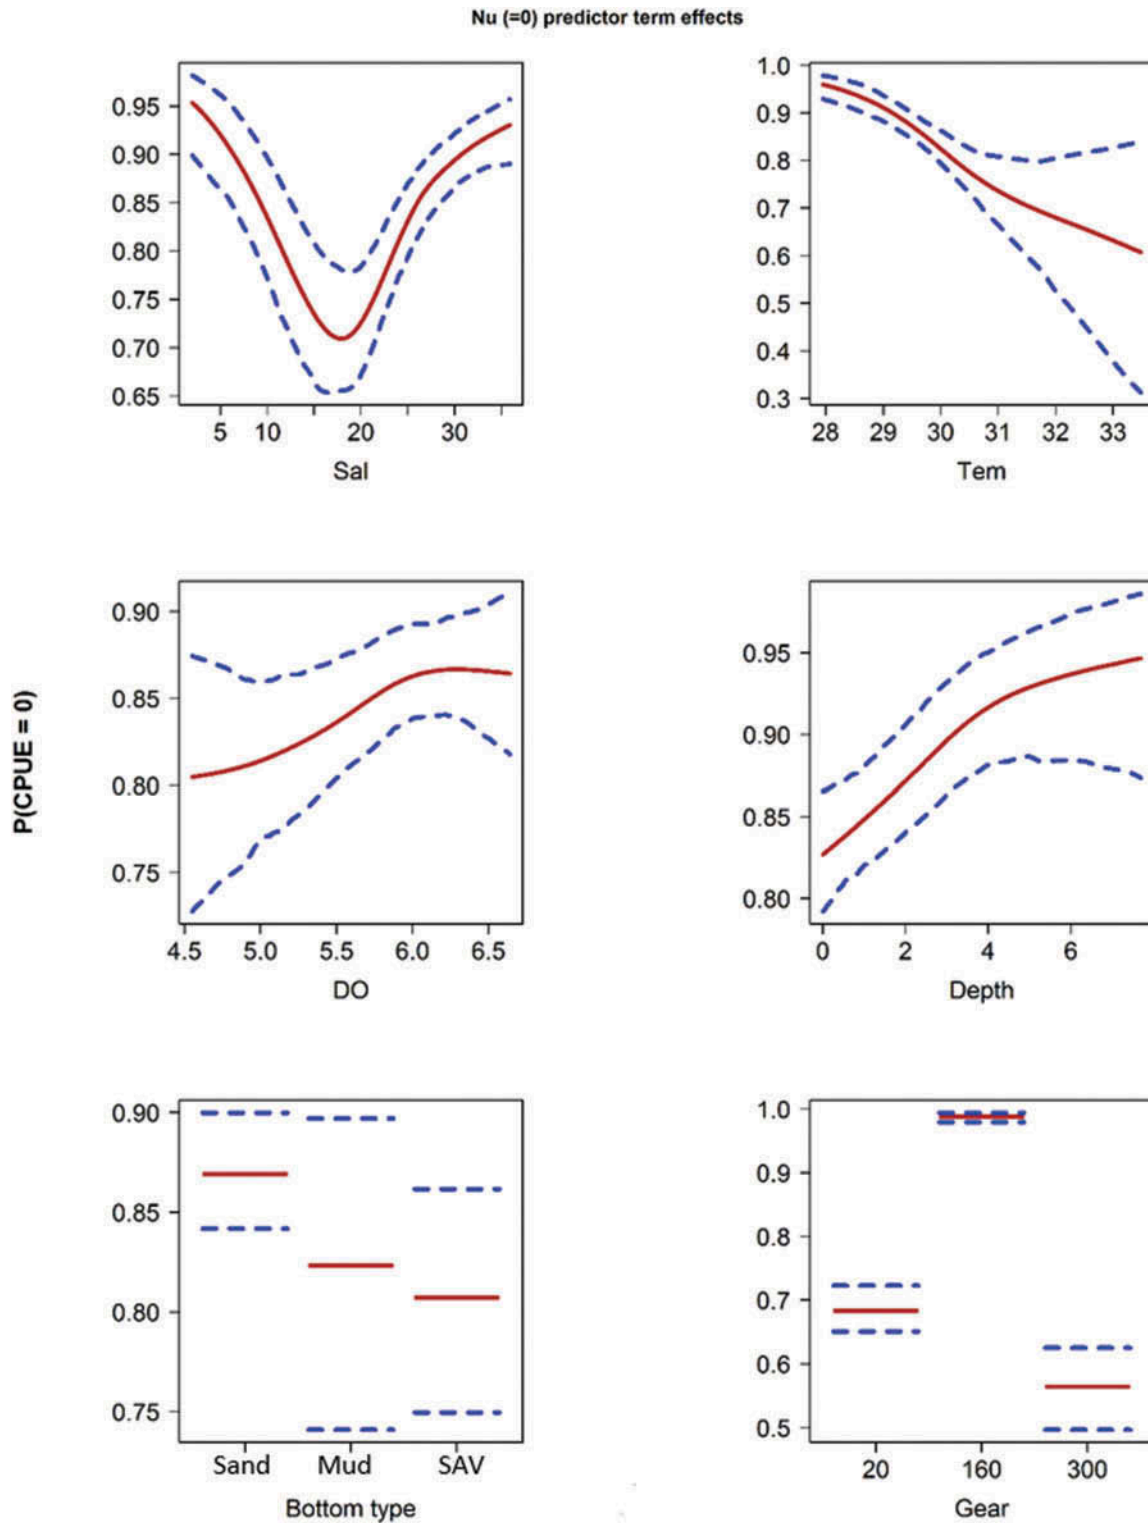 Nu (=0) predictor term effects
P(CPUE = 0)
0.95
0.90
0.85
0.80
0.75
0.70
0.65
5 10 20 30
Sal
1.0
0.9
0.8
0.7
0.6
0.5
0.4
0.3
28 29 30 31 32 33
Tem
0.90
0.85
0.80
0.75
4.5 5.0 5.5 6.0 6.5
DO
0.95
0.90
0.85
0.80
0 2 4 6
Depth
0.90
0.85
0.80
0.75
Sand Mud SAV
Bottom type
1.0
0.9
0.8
0.7
0.6
0.5
20 160 300
Gear